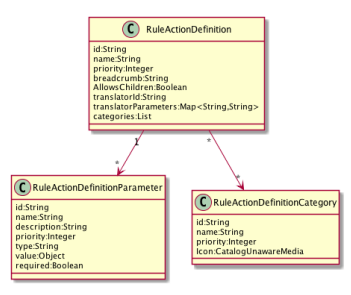 C RuleActionDefinition
id:String
name:String
priority:Integer
breadcrumb:String
AllowsChildren:Boolean
translatorId:String
translatorParameters:Map<String,String>
categories:List
1
*
*
*
C RuleActionDefinitionParameter
id:String
name:String
description:String
priority:Integer
type:String
value:Object
required:Boolean
C RuleActionDefinitionCategory
id:String
name:String
priority:Integer
Icon:CatalogUnawareMedia